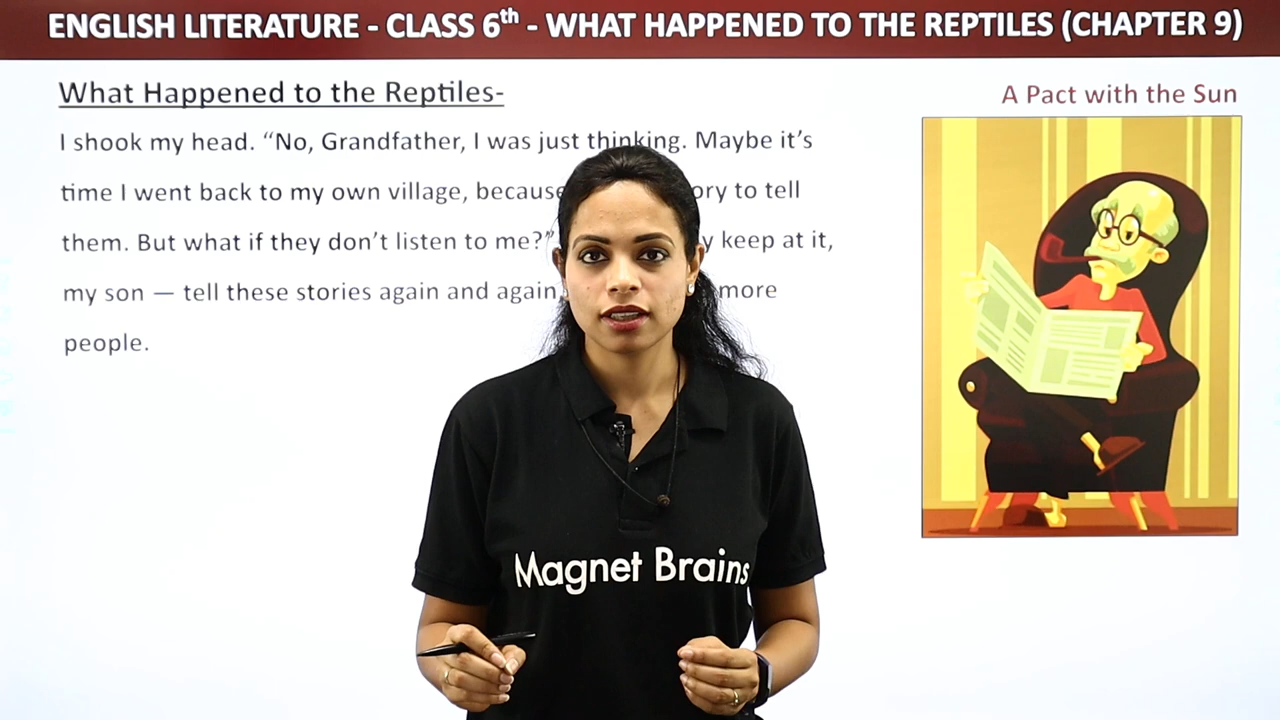 ENGLISH LITERATURE - CLASS 6th - WHAT HAPPENED TO THE REPTILES (CHAPTER 9)
What Happened to the Reptiles-
A Pact with the Sun
I shook my head. “No, Grandfather, I was just thinking. Maybe it’s
time I went back to my own village, because ory to tell
them. But what if they don’t listen to me?” y keep at it,
my son — tell these stories again and again, more
people.
Magnet Brains